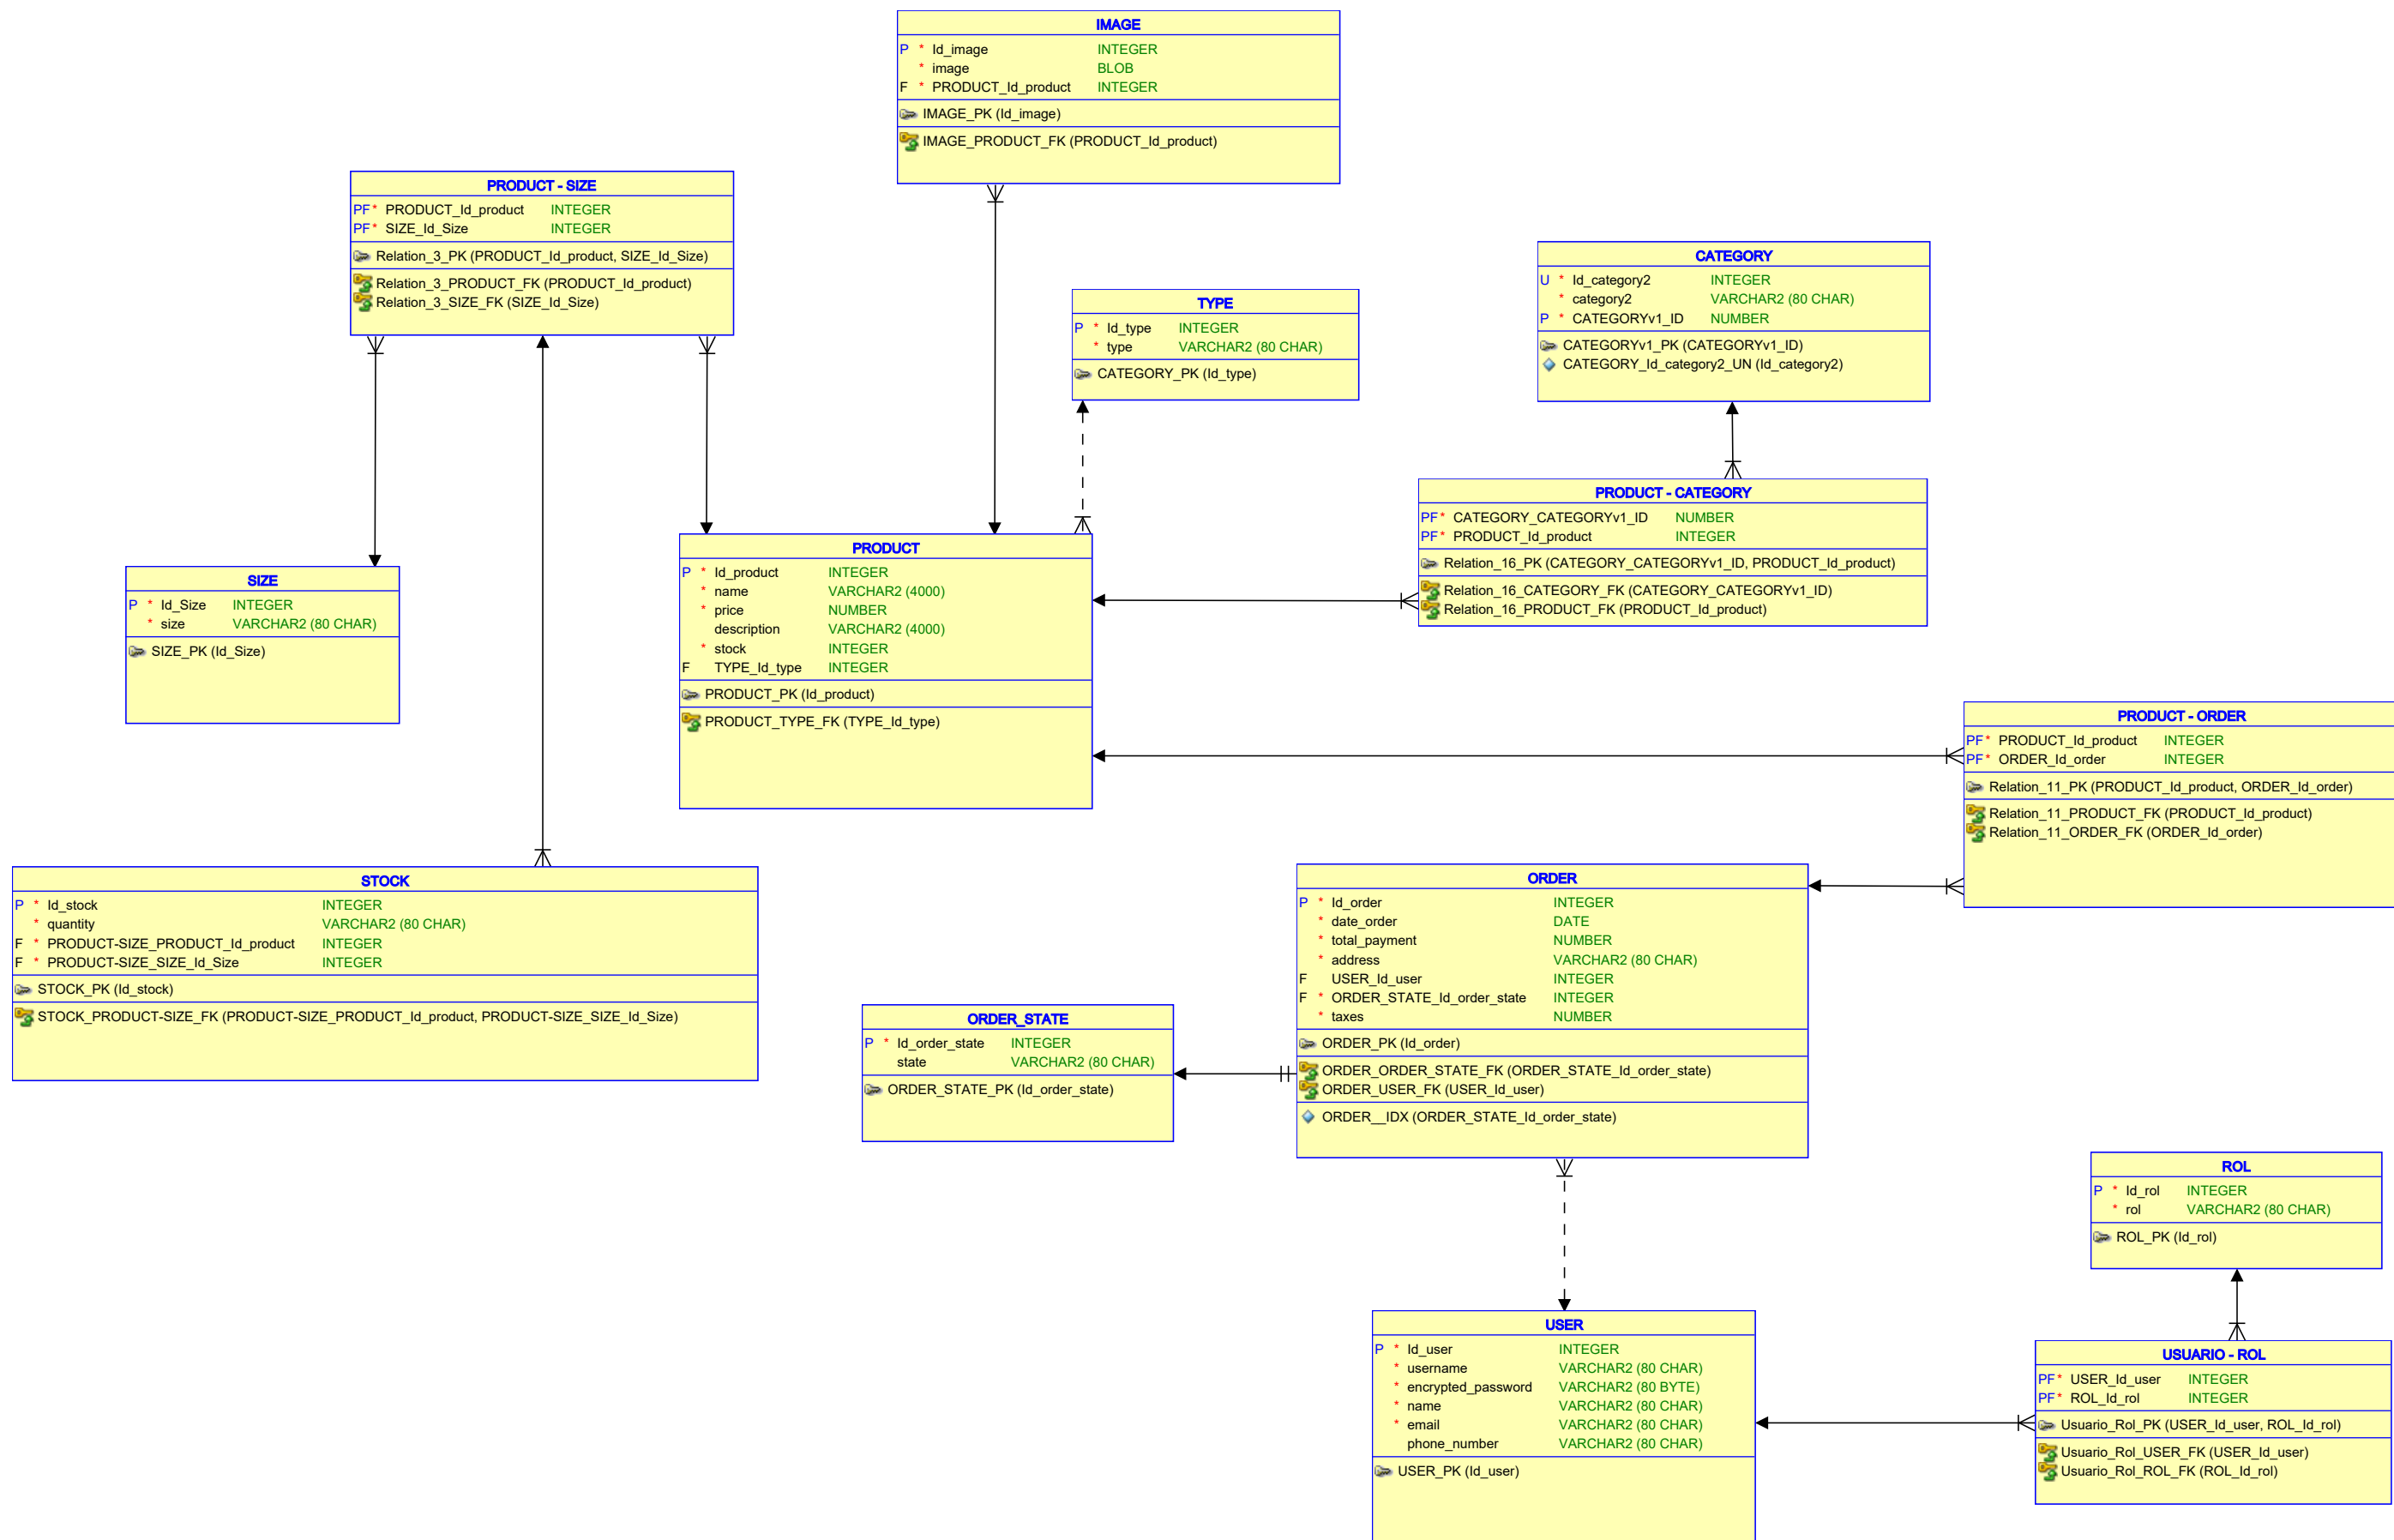 IMAGE
P * Id_image INTEGER
* image BLOB
F * PRODUCT_Id_product INTEGER
IMAGE_PK (Id_image)
IMAGE_PRODUCT_FK (PRODUCT_Id_product)
PRODUCT - SIZE
PF* PRODUCT_Id_product INTEGER
PF* SIZE_Id_Size INTEGER
Relation_3_PK (PRODUCT_Id_product, SIZE_Id_Size)
Relation_3_PRODUCT_FK (PRODUCT_Id_product)
Relation_3_SIZE_FK (SIZE_Id_Size)
CATEGORY
U * Id_category2 INTEGER
* category2 VARCHAR2 (80 CHAR)
P * CATEGORYv1_ID NUMBER
CATEGORYv1_PK (CATEGORYv1_ID)
CATEGORY_Id_category2_UN (Id_category2)
TYPE
P * Id_type INTEGER
* type VARCHAR2 (80 CHAR)
CATEGORY_PK (Id_type)
PRODUCT - CATEGORY
PF* CATEGORY_CATEGORYv1_ID NUMBER
PF* PRODUCT_Id_product INTEGER
Relation_16_PK (CATEGORY_CATEGORYv1_ID, PRODUCT_Id_product)
Relation_16_CATEGORY_FK (CATEGORY_CATEGORYv1_ID)
Relation_16_PRODUCT_FK (PRODUCT_Id_product)
PRODUCT
P * Id_product INTEGER
* name VARCHAR2 (4000)
* price NUMBER
description VARCHAR2 (4000)
* stock INTEGER
F TYPE_Id_type INTEGER
PRODUCT_PK (Id_product)
PRODUCT_TYPE_FK (TYPE_Id_type)
SIZE
P * Id_Size INTEGER
* size VARCHAR2 (80 CHAR)
SIZE_PK (Id_Size)
PRODUCT - ORDER
PF* PRODUCT_Id_product INTEGER
PF* ORDER_Id_order INTEGER
Relation_11_PK (PRODUCT_Id_product, ORDER_Id_order)
Relation_11_PRODUCT_FK (PRODUCT_Id_product)
Relation_11_ORDER_FK (ORDER_Id_order)
STOCK
P * Id_stock INTEGER
* quantity VARCHAR2 (80 CHAR)
F * PRODUCT-SIZE_PRODUCT_Id_product INTEGER
F * PRODUCT-SIZE_SIZE_Id_Size INTEGER
STOCK_PK (Id_stock)
STOCK_PRODUCT-SIZE_FK (PRODUCT-SIZE_PRODUCT_Id_product, PRODUCT-SIZE_SIZE_Id_Size)
ORDER
P * Id_order INTEGER
* date_order DATE
* total_payment NUMBER
* address VARCHAR2 (80 CHAR)
F USER_Id_user INTEGER
F * ORDER_STATE_Id_order_state INTEGER
* taxes NUMBER
ORDER_PK (Id_order)
ORDER_ORDER_STATE_FK (ORDER_STATE_Id_order_state)
ORDER_USER_FK (USER_Id_user)
ORDER__IDX (ORDER_STATE_Id_order_state)
ORDER_STATE
P * Id_order_state INTEGER
state VARCHAR2 (80 CHAR)
ORDER_STATE_PK (Id_order_state)
ROL
P * Id_rol INTEGER
* rol VARCHAR2 (80 CHAR)
ROL_PK (Id_rol)
USER
P * Id_user INTEGER
* username VARCHAR2 (80 CHAR)
* encrypted_password VARCHAR2 (80 BYTE)
* name VARCHAR2 (80 CHAR)
* email VARCHAR2 (80 CHAR)
phone_number VARCHAR2 (80 CHAR)
USER_PK (Id_user)
USUARIO - ROL
PF* USER_Id_user INTEGER
PF* ROL_Id_rol INTEGER
Usuario_Rol_PK (USER_Id_user, ROL_Id_rol)
Usuario_Rol_USER_FK (USER_Id_user)
Usuario_Rol_ROL_FK (ROL_Id_rol)